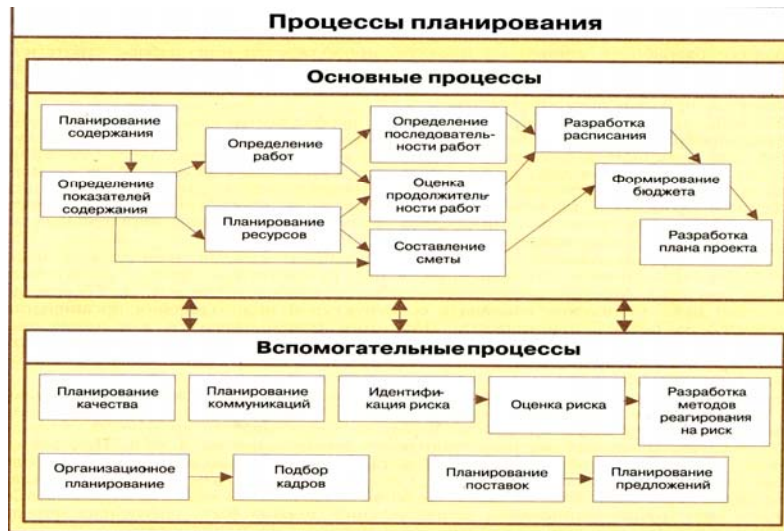 Процессы планирования
Основные процессы
Планирование
содержания
Определение
показателей
содержания
Определение
работ
Планирование
ресурсов
Определение
последователь-
ности работ
Оценка
продолжитель-
ности работ
Составление
сметы
Разработка
расписания
Формирование
бюджета
Разработка
плана проекта
Вспомогательные процессы
Планирование
качества
Планирование
коммуникаций
Идентифи-
кация риска
Оценка риска
Разработка
методов
реагирования
на риск
Организационное
планирование
Подбор
кадров
Планирование
поставок
Планирование
предложений